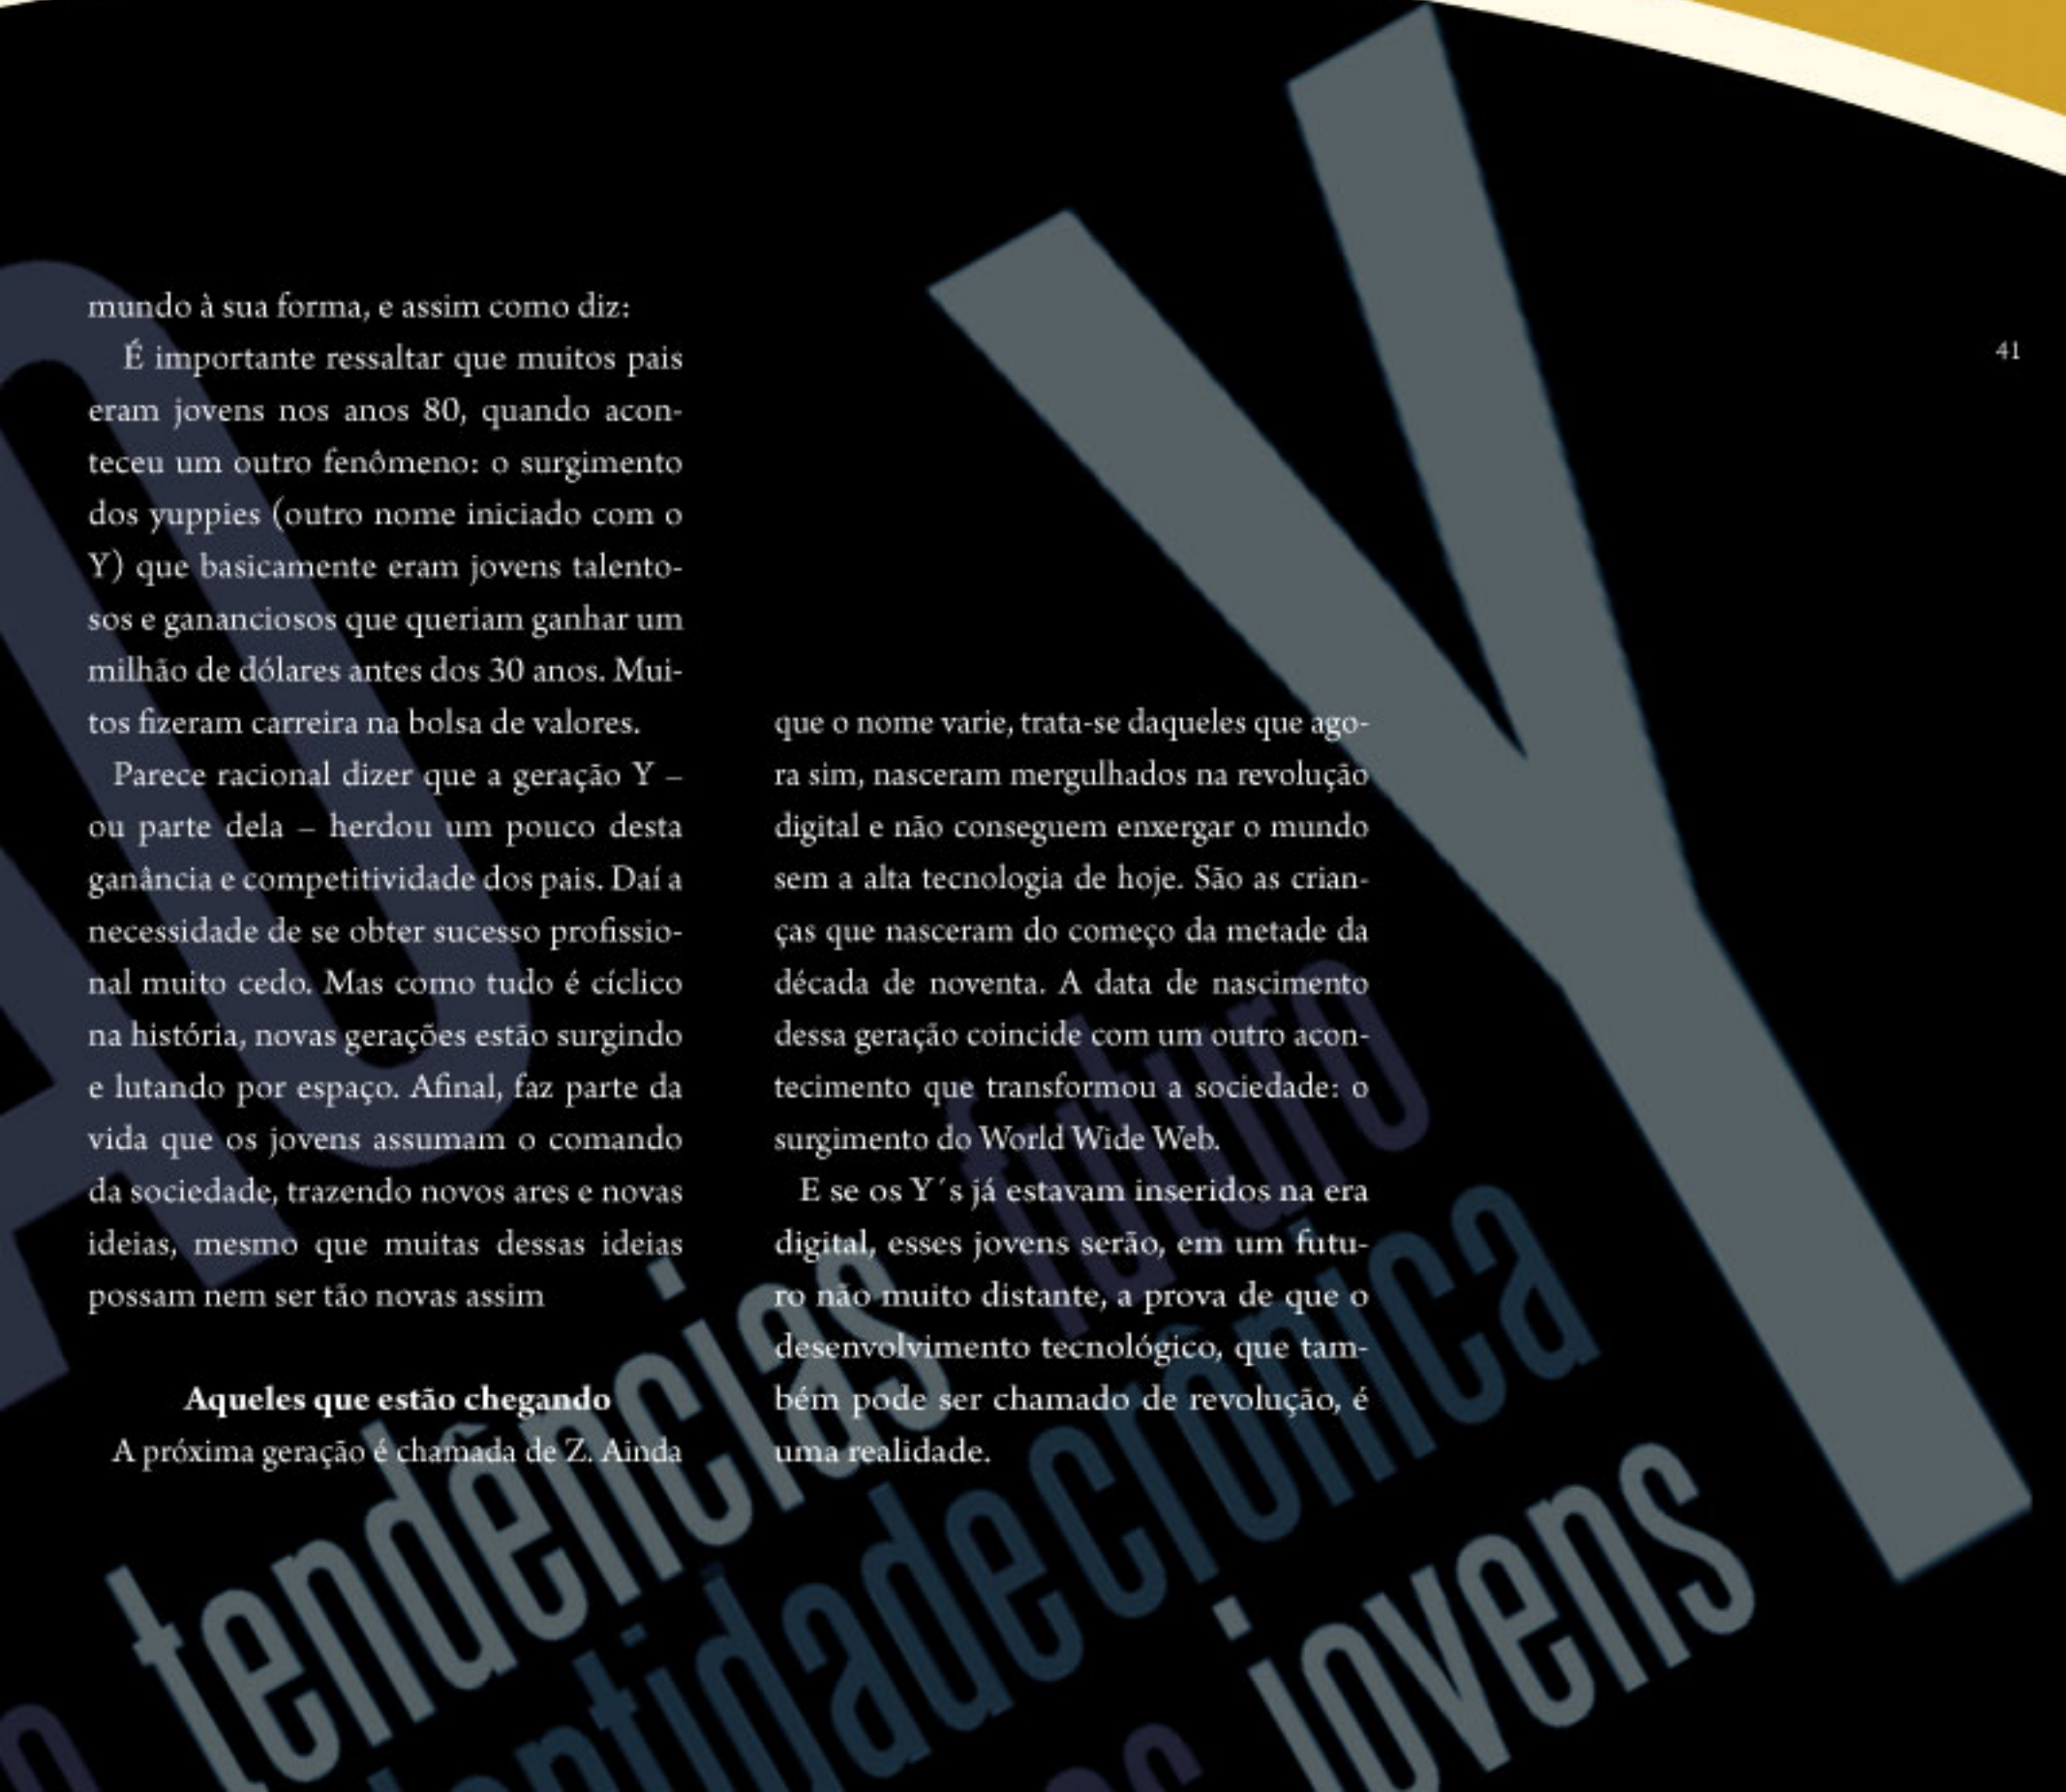 mundo à sua forma, e assim como diz:
É importante ressaltar que muitos pais
eram jovens nos anos 80, quando acon-
teceu um outro fenômeno: o surgimento
dos yuppies (outro nome iniciado com o
Y) que basicamente eram jovens talento-
sos e gananciosos que queriam ganhar um
milhão de dólares antes dos 30 anos. Mui-
tos fizeram carreira na bolsa de valores.
Parece racional dizer que a geração Y –
ou parte dela – herdou um pouco desta
ganância e competitividade dos pais. Daí a
necessidade de se obter sucesso profissio-
nal muito cedo. Mas como tudo é cíclico
na história, novas gerações estão surgindo
e lutando por espaço. Afinal, faz parte da
vida que os jovens assumam o comando
da sociedade, trazendo novos ares e novas
ideias, mesmo que muitas dessas ideias
possam nem ser tão novas assim
Aqueles que estão chegando
A próxima geração é chamada de Z. Ainda
que o nome varie, trata-se daqueles que ago-
ra sim, nasceram mergulhados na revolução
digital e não conseguem enxergar o mundo
sem a alta tecnologia de hoje. São as crian-
ças que nasceram do começo da metade da
década de noventa. A data de nascimento
dessa geração coincide com um outro acon-
tecimento que transformou a sociedade: o
surgimento do World Wide Web.
E se os Y´s já estavam inseridos na era
digital, esses jovens serão, em um futu-
ro não muito distante, a prova de que o
desenvolvimento tecnológico, que tam-
bém pode ser chamado de revolução, é
uma realidade.
41
Y
futuro
tendências
crônica
jovens